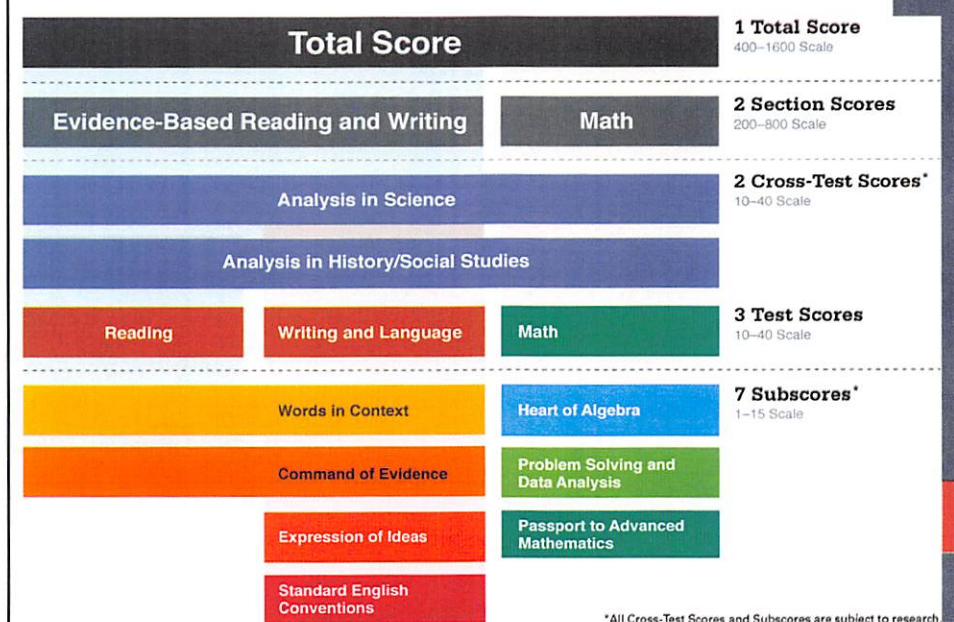 Total Score
1 Total Score
400–1600 Scale
Evidence-Based Reading and Writing
Math
2 Section Scores
200–800 Scale
Analysis in Science
2 Cross-Test Scores*
10–40 Scale
Analysis in History/Social Studies
Reading
Writing and Language
Math
3 Test Scores
10–40 Scale
Words in Context
Heart of Algebra
7 Subscores*
1–15 Scale
Command of Evidence
Problem Solving and
Data Analysis
Expression of Ideas
Passport to Advanced
Mathematics
Standard English
Conventions
*All Cross-Test Scores and Subscores are subject to research.